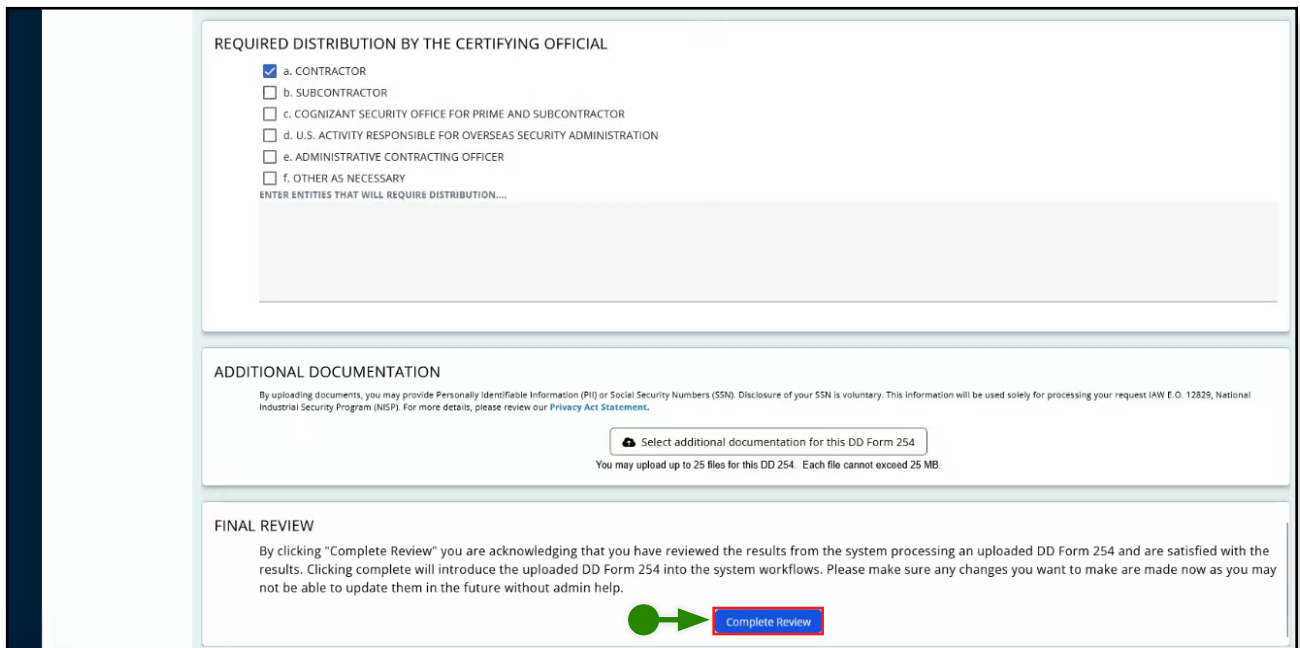 REQUIRED DISTRIBUTION BY THE CERTIFYING OFFICIAL
a. CONTRACTOR
b. SUBCONTRACTOR
c. COGNIZANT SECURITY OFFICE FOR PRIME AND SUBCONTRACTOR
d. U.S. ACTIVITY RESPONSIBLE FOR OVERSEAS SECURITY ADMINISTRATION
e. ADMINISTRATIVE CONTRACTING OFFICER
f. OTHER AS NECESSARY
ENTER ENTITIES THAT WILL REQUIRE DISTRIBUTION....
ADDITIONAL DOCUMENTATION
By uploading documents, you may provide Personally Identifiable Information (PII) or Social Security Numbers (SSN). Disclosure of your SSN is voluntary. This information will be used solely for processing your request IAW E.O. 12829, National
Industrial Security Program (NISP). For more details, please review our Privacy Act Statement.
Select additional documentation for this DD Form 254
You may upload up to 25 files for this DD 254. Each file cannot exceed 25 MB.
FINAL REVIEW
By clicking "Complete Review" you are acknowledging that you have reviewed the results from the system processing an uploaded DD Form 254 and are satisfied with the
results. Clicking complete will introduce the uploaded DD Form 254 into the system workflows. Please make sure any changes you want to make are made now as you may
not be able to update them in the future without admin help.
Complete Review